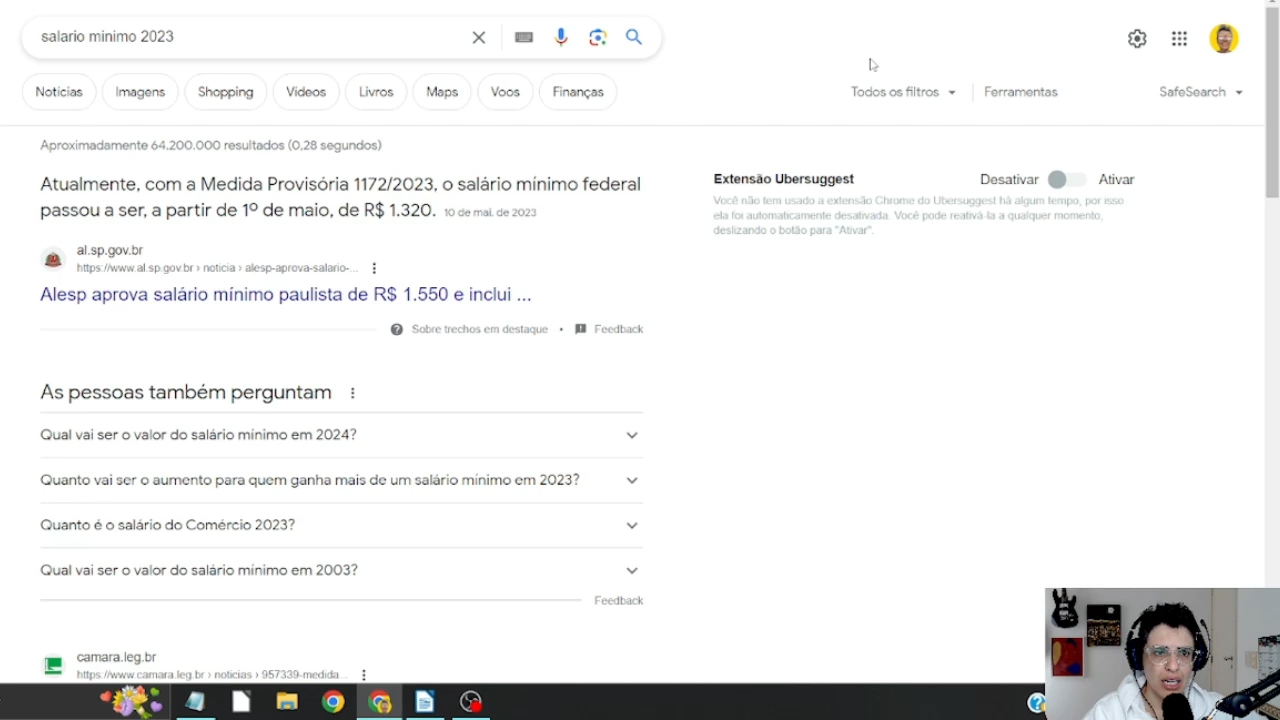 salario minimo 2023
Notícias
Imagens
Shopping
Vídeos
Livros
Maps
Voos
Finanças
Todos os filtros
Ferramentas
SafeSearch
Aproximadamente 64.200.000 resultados (0,28 segundos)
Atualmente, com a Medida Provisória 1172/2023, o salário mínimo federal
passou a ser, a partir de 1º de maio, de R$ 1.320. 10 de mai. de 2023
al.sp.gov.br
https://www.al.sp.gov.br › noticia › alesp-aprova-salario-...
Alesp aprova salário mínimo paulista de R$ 1.550 e inclui ...
Sobre trechos em destaque • Feedback
Extensão Ubersuggest
Desativar
Ativar
Você não tem usado a extensão Chrome do Ubersuggest há algum tempo, por isso
ela foi automaticamente desativada. Você pode reativá-la a qualquer momento,
deslizando o botão para "Ativar".
As pessoas também perguntam
Qual vai ser o valor do salário mínimo em 2024?
Quanto vai ser o aumento para quem ganha mais de um salário mínimo em 2023?
Quanto é o salário do Comércio 2023?
Qual vai ser o valor do salário mínimo em 2003?
Feedback
camara.leg.br
https://www.camara.leg.br › noticias › 957339-medida...